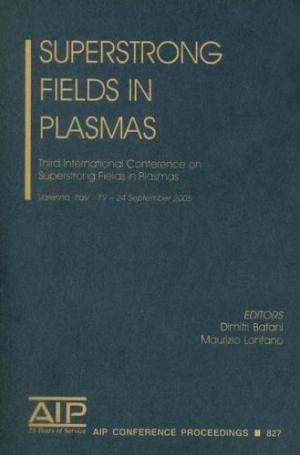 SUPERSTRONG
FIELDS IN
PLASMAS
Third International Conference on
Superstrong Fields in Plasmas
Varenna, Italy 19 – 24 September 2005
EDITORS
Dimitri Batani
Maurizio Lontano
AIP
75 Years of Service
AIP CONFERENCE PROCEEDINGS ■ 827